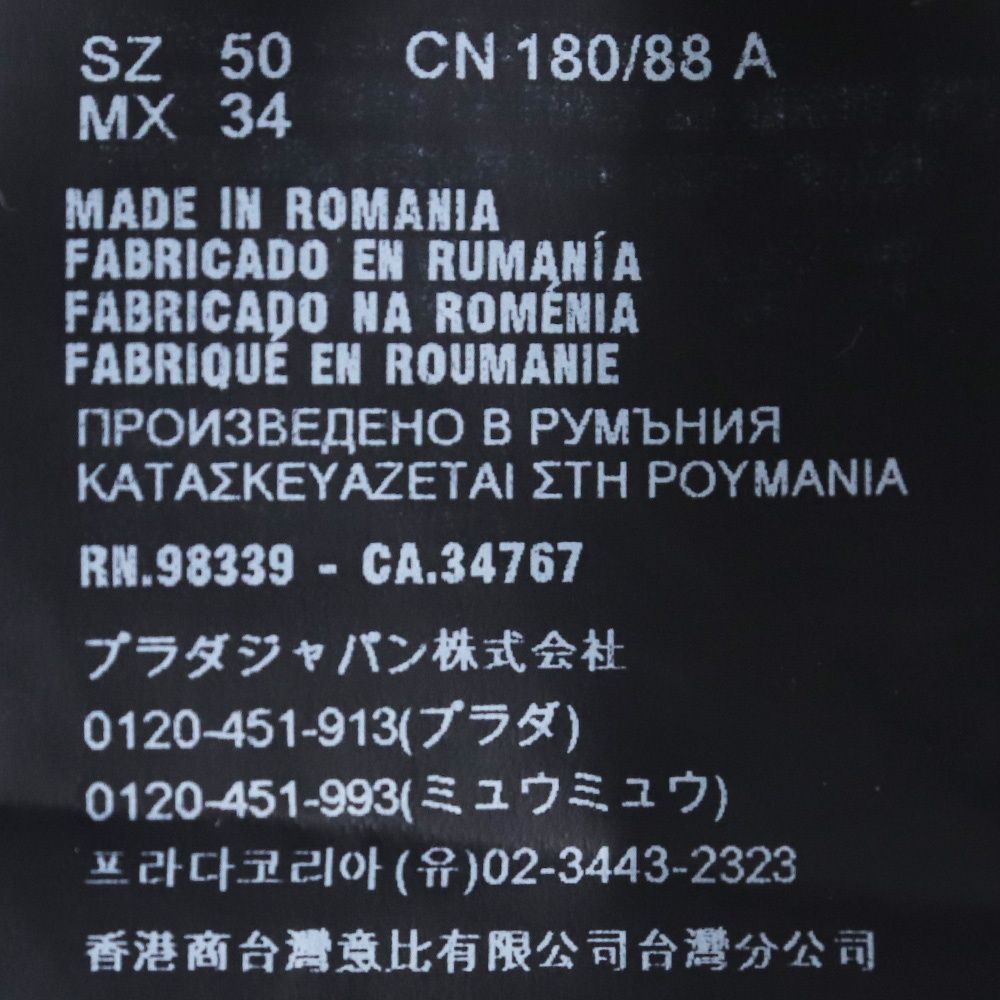 SZ 50 CN 180/88 A
MX 34
MADE IN ROMANIA
FABRICADO EN RUMANÍA
FABRICADO NA ROMÉNIA
FABRIQUÉ EN ROUMANIE
ПРОИЗВЕДЕНО В РУМЪНИЯ
ΚΑΤΑΣΚΕΥΑΖΕΤΑΙ ΣΤΗ ΡΟΥΜΑΝΙΑ
RN.98339 - CA.34767
プラダジャパン株式会社
0120-451-913(プラダ)
0120-451-993(ミュウミュウ)
프라다코리아(유)02-3443-2323
香港商台灣意比有限公司台灣分公司